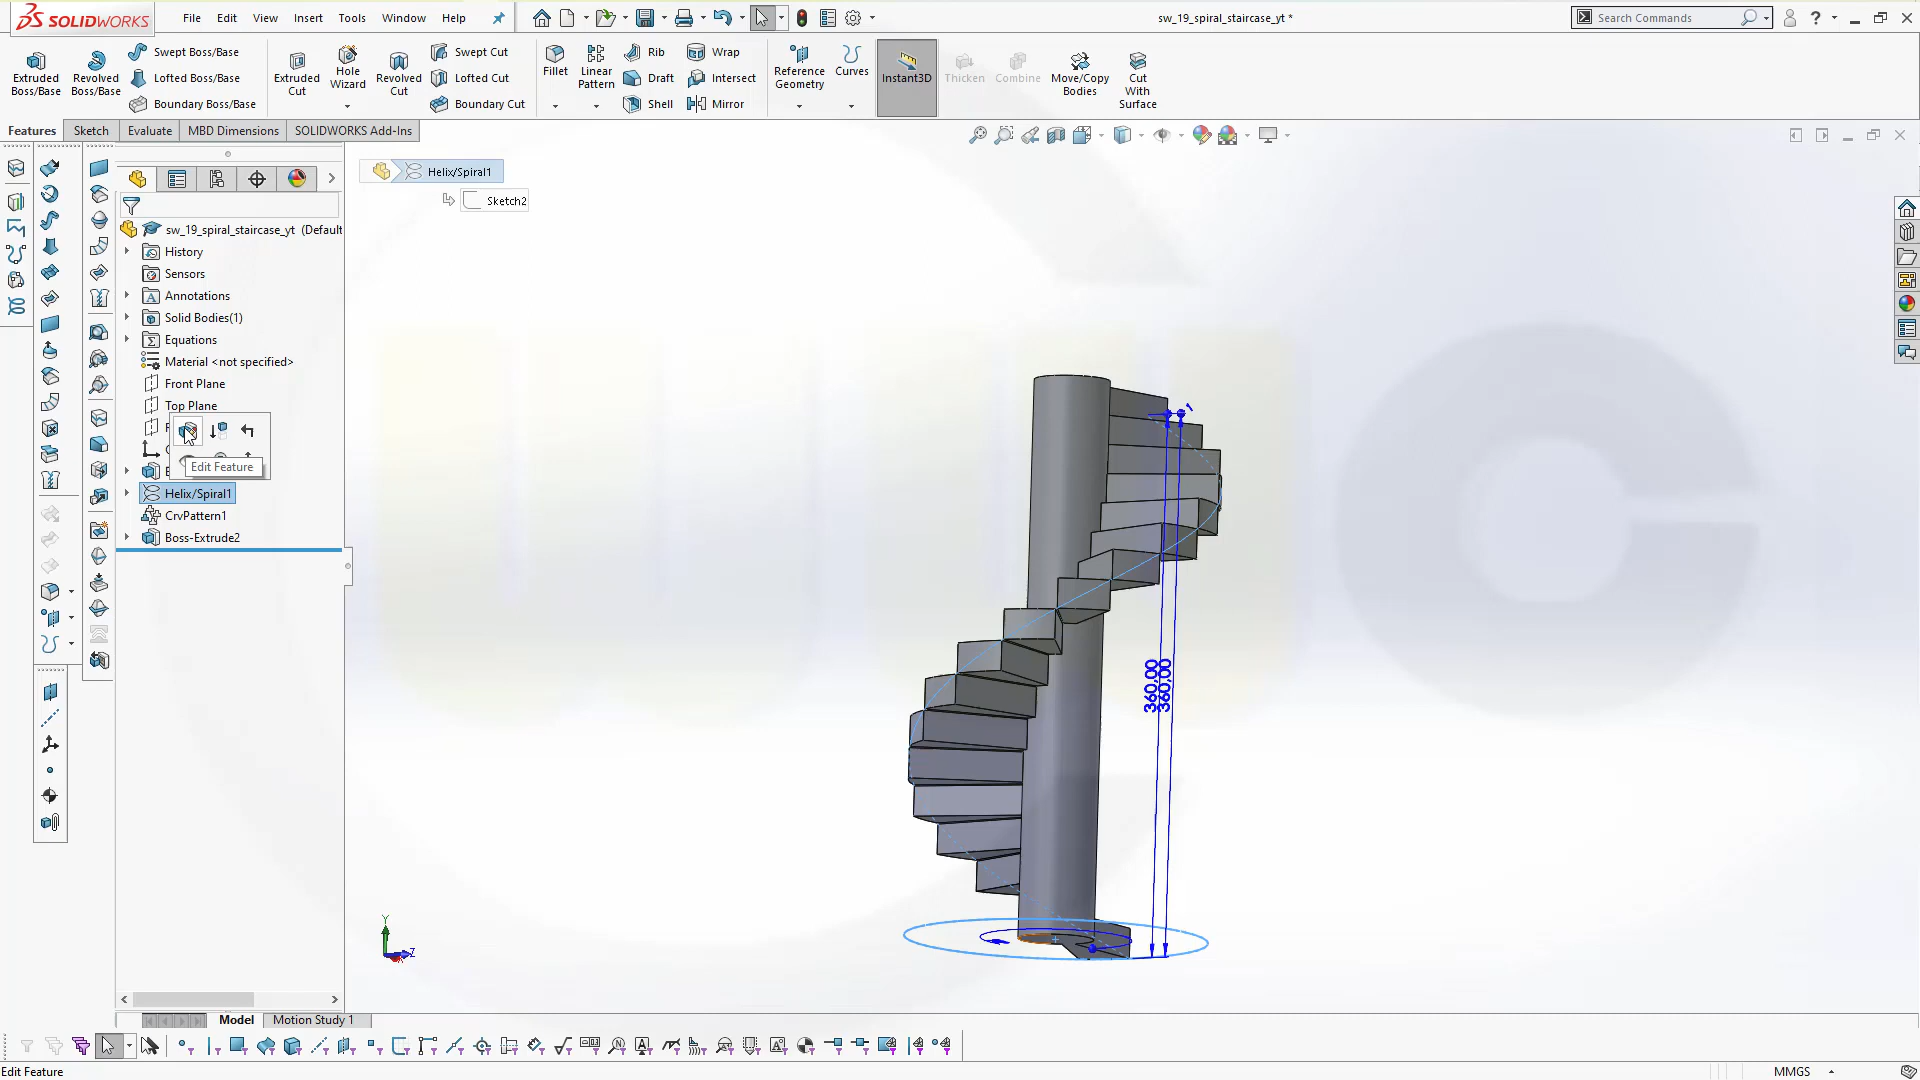 SOLIDWORKS
File Edit View Insert Tools Window Help
sw_19_spiral_staircase_yt *
Search Commands
Extruded Boss/Base
Revolved Boss/Base
Swept Boss/Base
Lofted Boss/Base
Boundary Boss/Base
Extruded Cut
Hole Wizard
Revolved Cut
Swept Cut
Lofted Cut
Boundary Cut
Fillet
Linear Pattern
Rib
Draft
Shell
Wrap
Intersect
Mirror
Reference Geometry
Curves
Instant3D
Thicken
Combine
Move/Copy Bodies
Cut With Surface
Features Sketch Evaluate MBD Dimensions SOLIDWORKS Add-Ins
Helix/Spiral1
Sketch2
sw_19_spiral_staircase_yt (Default
History
Sensors
Annotations
Solid Bodies(1)
Equations
Material <not specified>
Front Plane
Top Plane
Edit Feature
Helix/Spiral1
CrvPattern1
Boss-Extrude2
360,00
360,00
1
Y
Z
Model Motion Study 1
Edit Feature
MMGS